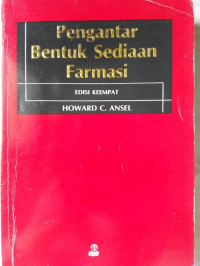 Pengantar
Bentuk Sediaan
Farmasi
EDISI KEEMPAT
HOWARD C. ANSEL